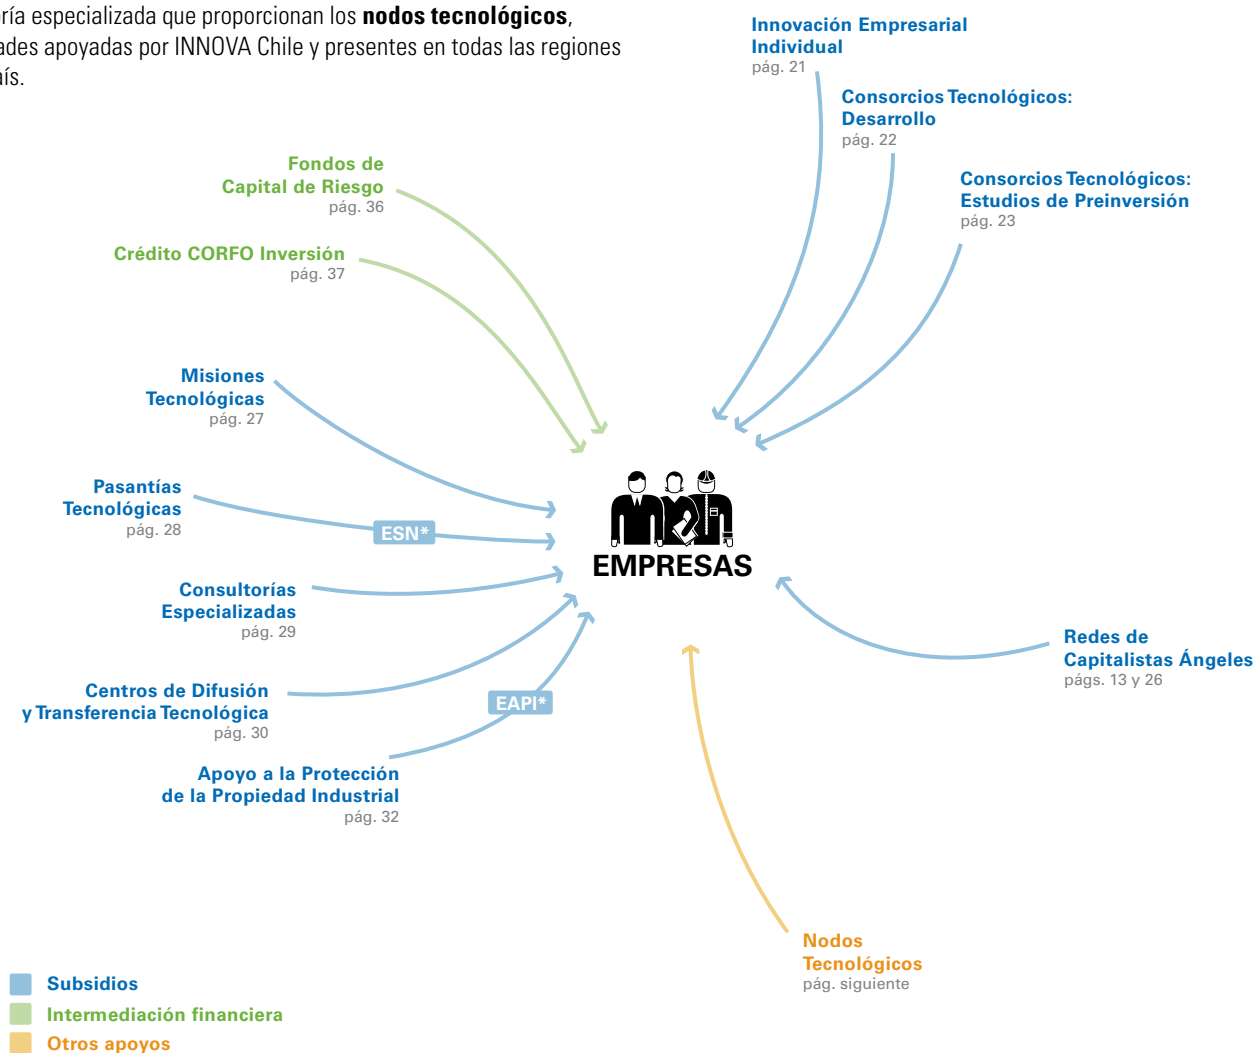 ría especializada que proporcionan los nodos tecnológicos,
ades apoyadas por INNOVA Chile y presentes en todas las regiones
aís.
Innovación Empresarial
Individual
pág. 21
Consorcios Tecnológicos:
Desarrollo
pág. 22
Consorcios Tecnológicos:
Estudios de Preinversión
pág. 23
Fondos de
Capital de Riesgo
pág. 36
Crédito CORFO Inversión
pág. 37
Misiones
Tecnológicas
pág. 27
Pasantías
Tecnológicas
pág. 28
ESN*
EMPRESAS
Consultorías
Especializadas
pág. 29
Redes de
Capitalistas Ángeles
págs. 13 y 26
Centros de Difusión
y Transferencia Tecnológica
pág. 30
EAPI*
Apoyo a la Protección
de la Propiedad Industrial
pág. 32
Nodos
Tecnológicos
pág. siguiente
Subsidios
Intermediación financiera
Otros apoyos